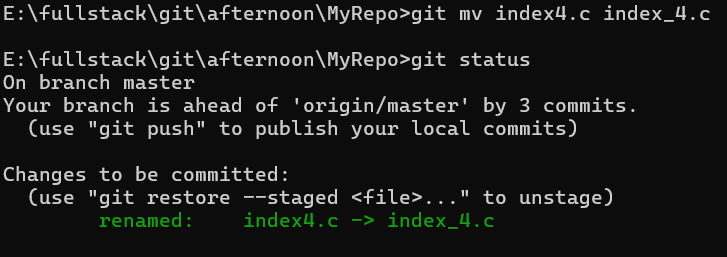 E:\fullstack\git\afternoon\MyRepo>git mv index4.c index_4.c
E:\fullstack\git\afternoon\MyRepo>git status
On branch master
Your branch is ahead of 'origin/master' by 3 commits.
  (use "git push" to publish your local commits)
Changes to be committed:
  (use "git restore --staged <file>..." to unstage)
        renamed:    index4.c -> index_4.c